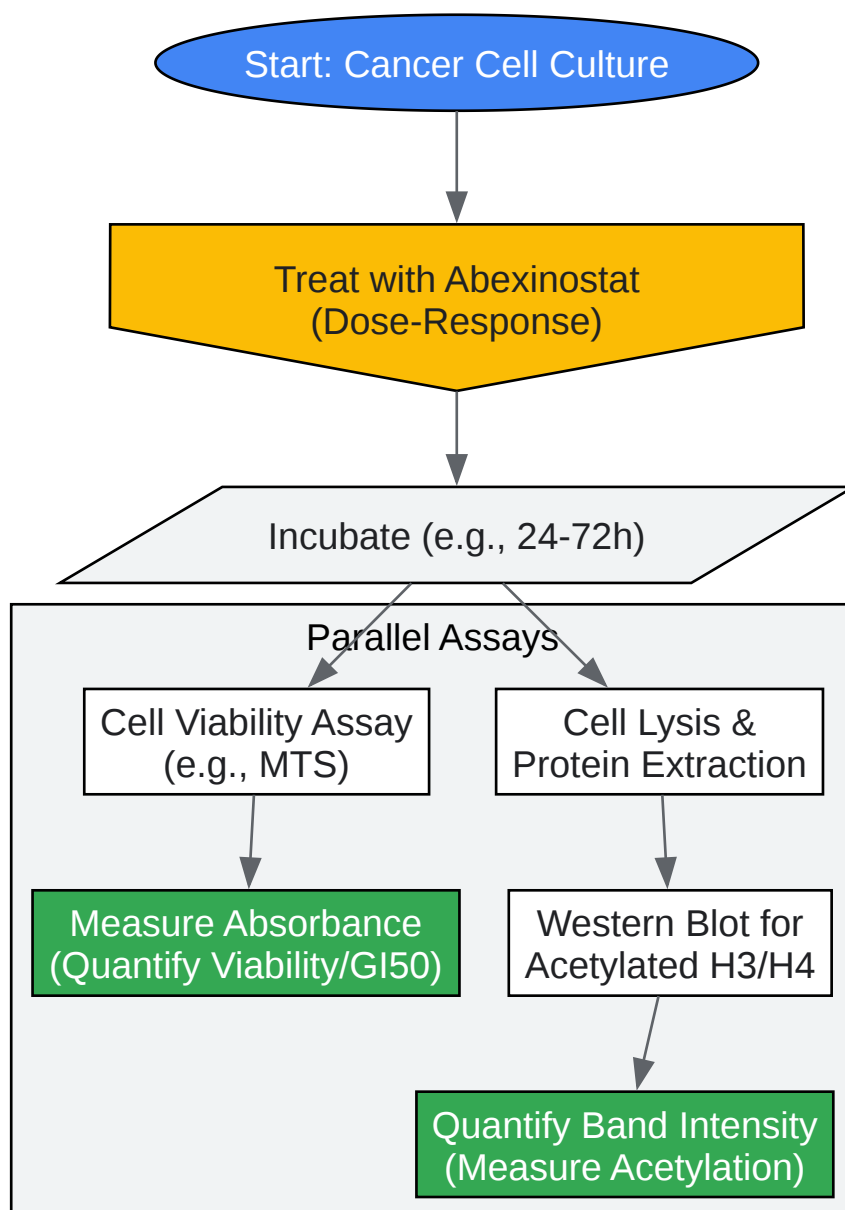 Start: Cancer Cell Culture
Treat with Abexinostat
(Dose-Response)
Incubate (e.g., 24-72h)
Parallel Assays
Cell Viability Assay
(e.g., MTS)
Cell Lysis &
Protein Extraction
Measure Absorbance
(Quantify Viability/GI50)
Western Blot for
Acetylated H3/H4
Quantify Band Intensity
(Measure Acetylation)